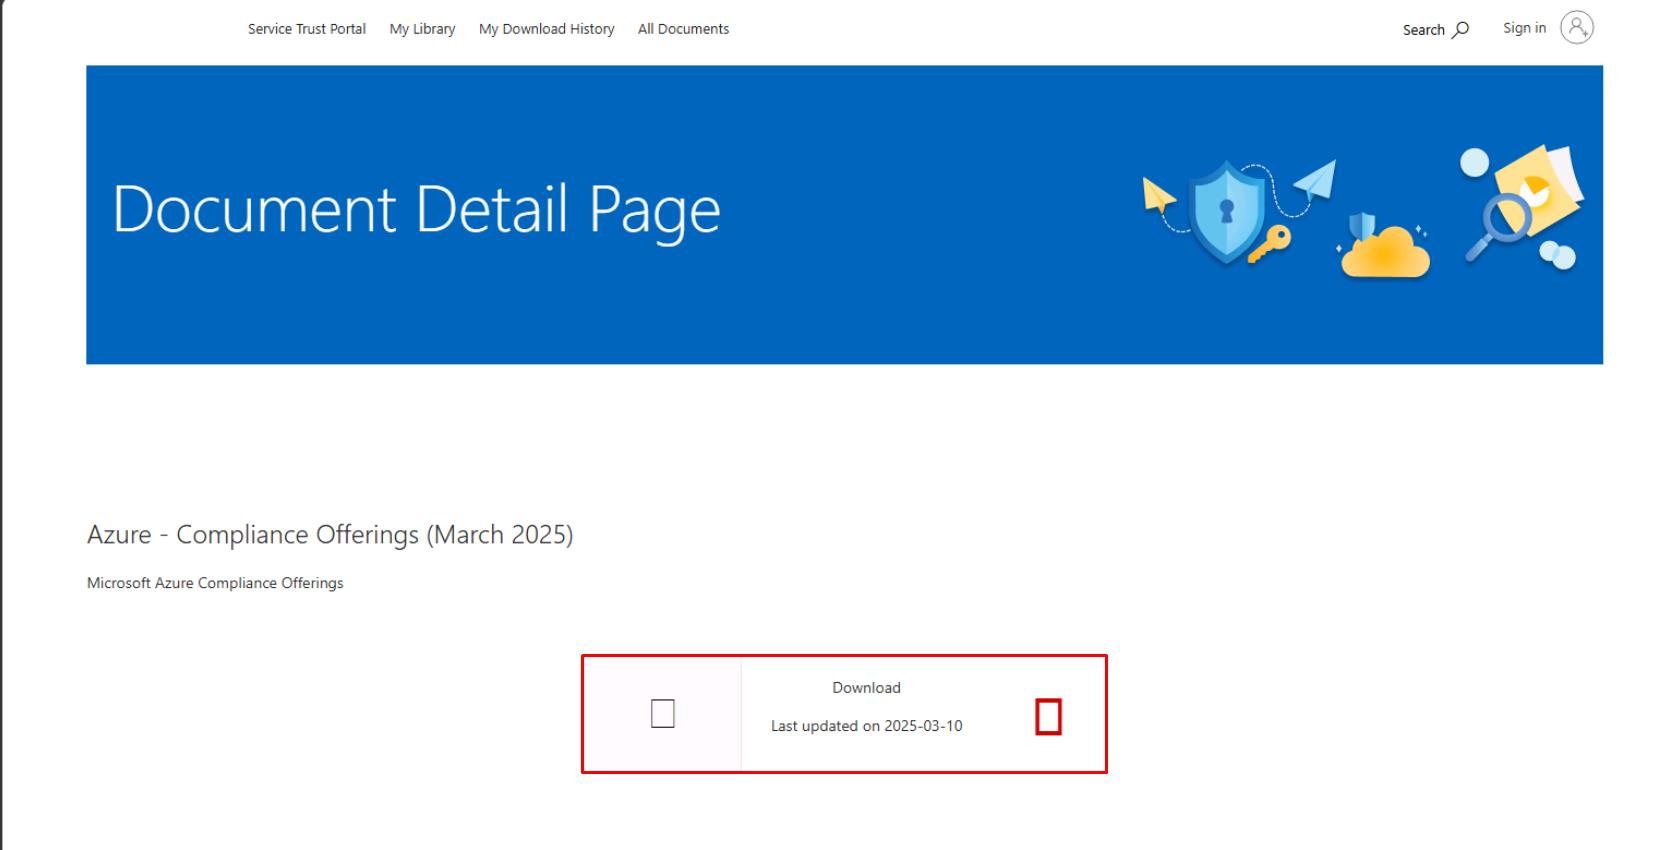 Service Trust Portal My Library My Download History All Documents Search Sign in
Document Detail Page
Azure - Compliance Offerings (March 2025)
Microsoft Azure Compliance Offerings
Download
Last updated on 2025-03-10